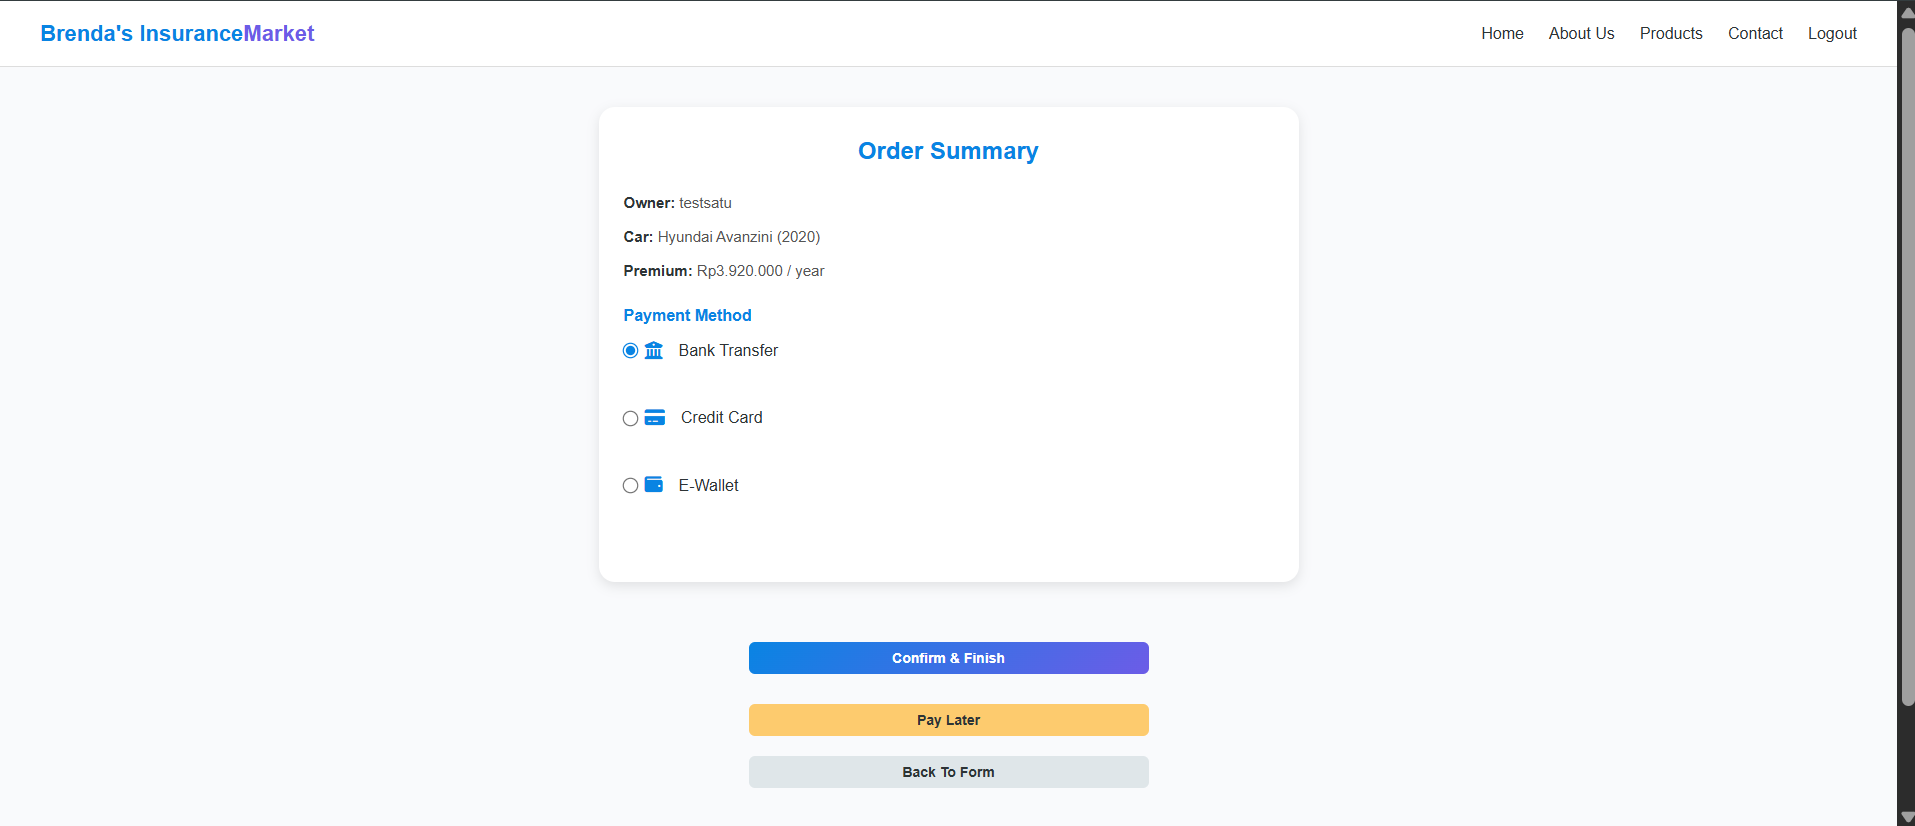 Brenda's InsuranceMarket
Home About Us Products Contact Logout
Order Summary
Owner: testsatu
Car: Hyundai Avanzini (2020)
Premium: Rp3.920.000 / year
Payment Method
Bank Transfer
Credit Card
E-Wallet
Confirm & Finish
Pay Later
Back To Form